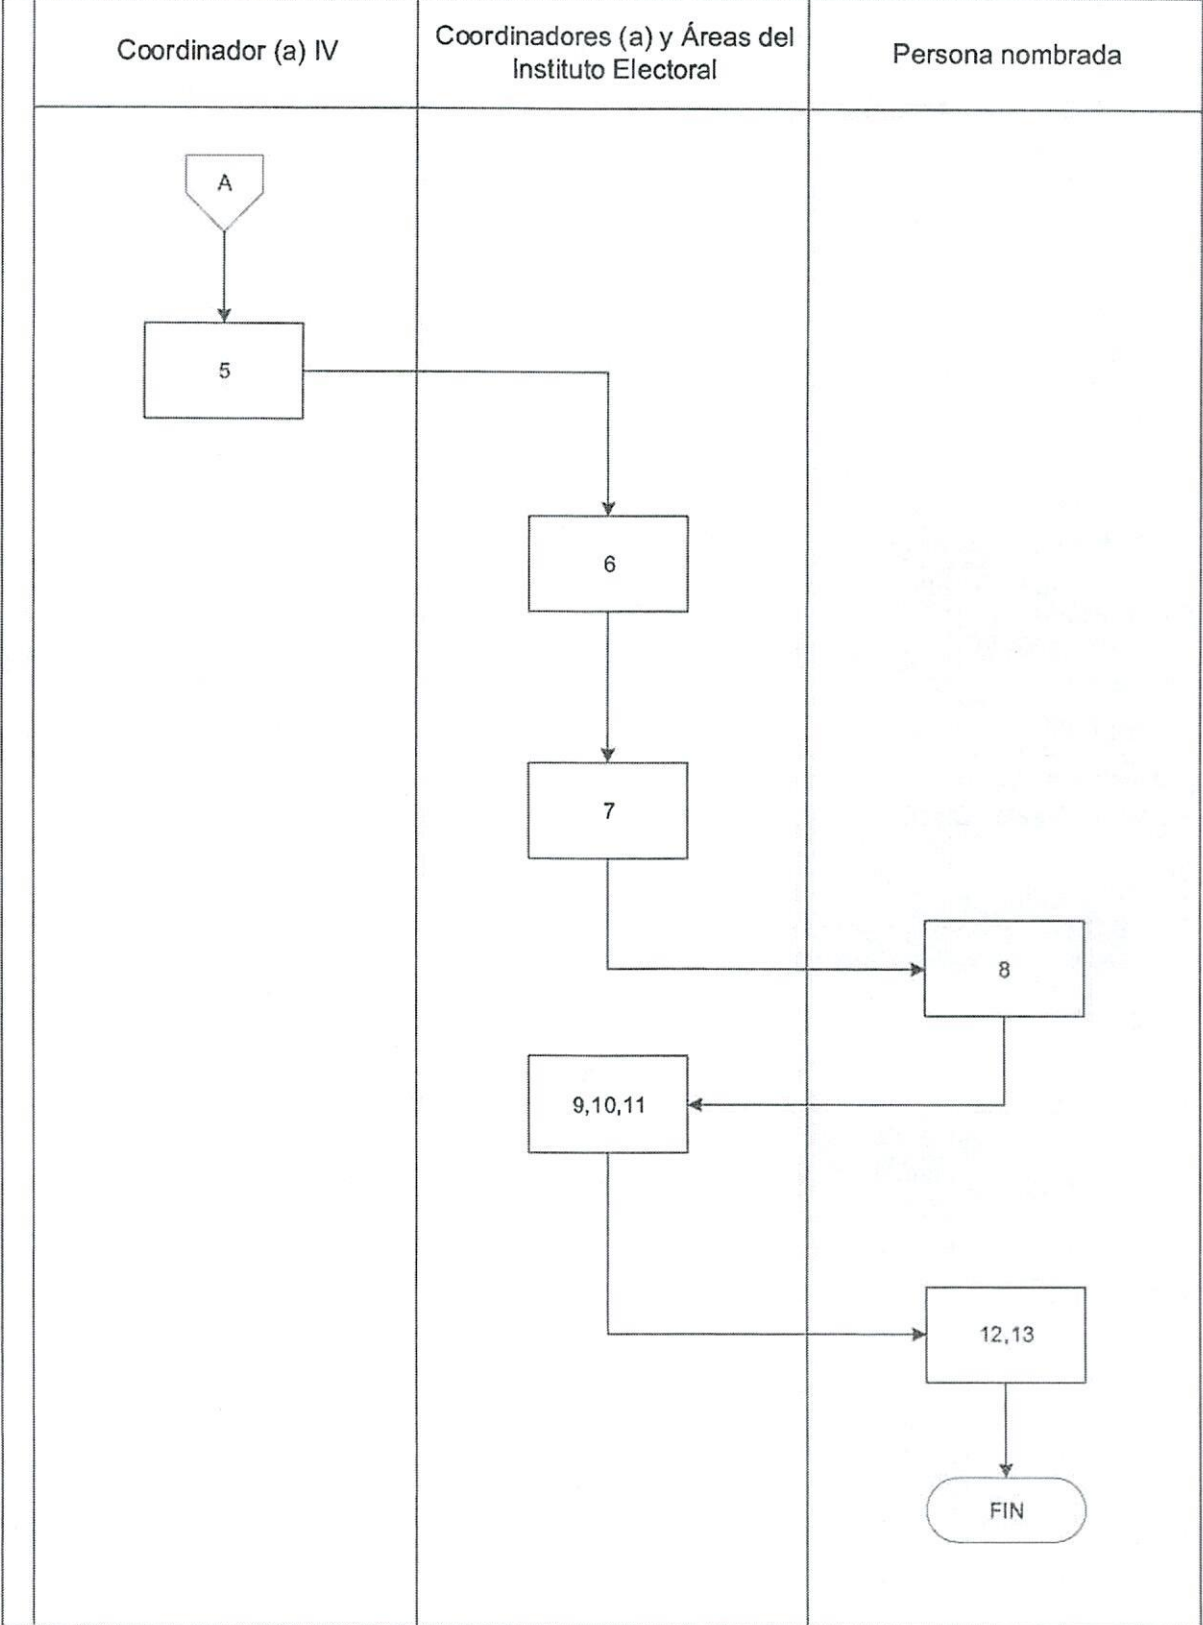 Coordinador (a) IV
Coordinadores (a) y Áreas del
Instituto Electoral
Persona nombrada
A
5
6
7
8
9,10,11
12,13
FIN